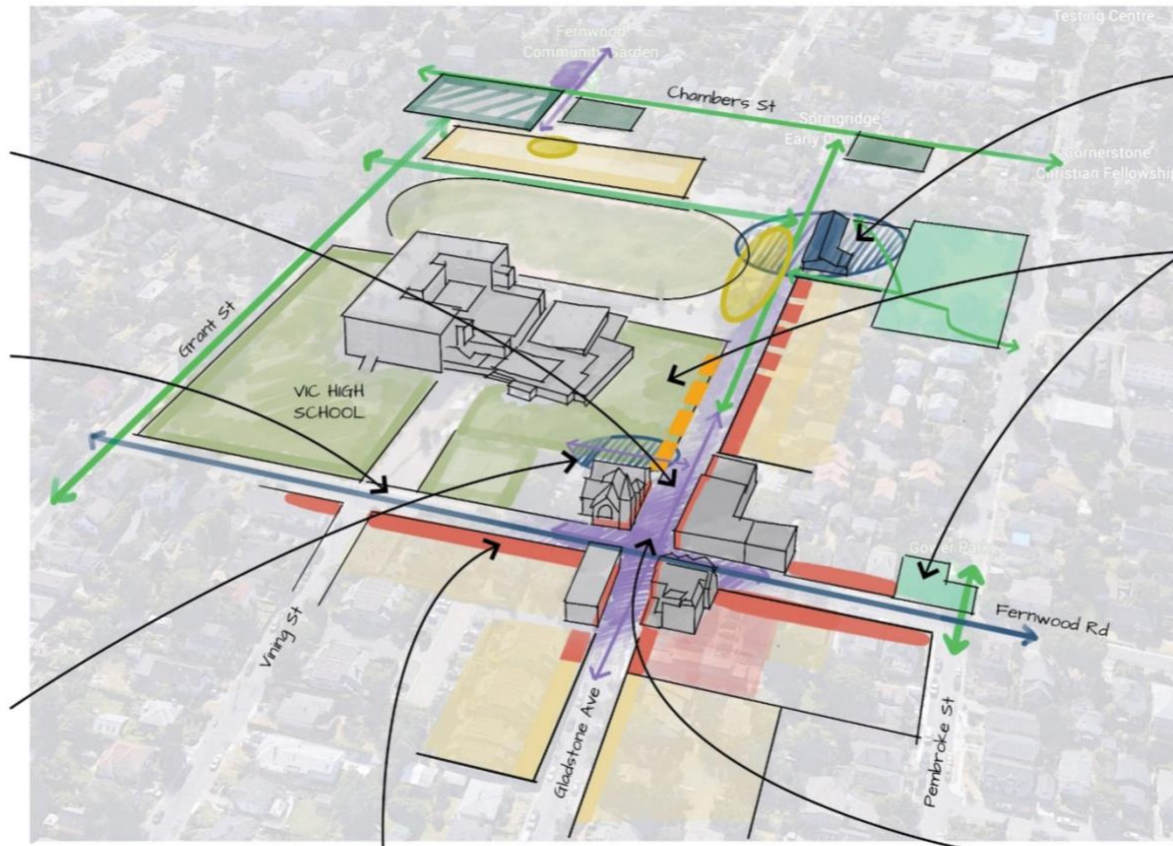 Testing Centre
Fernwood
Community Garden
Chambers St
Springridge
Early
Cornerstone
Christian Fellowship
Grant St
VIC HIGH
SCHOOL
Fernwood Rd
Vining St
Gladstone Ave
Pembroke St